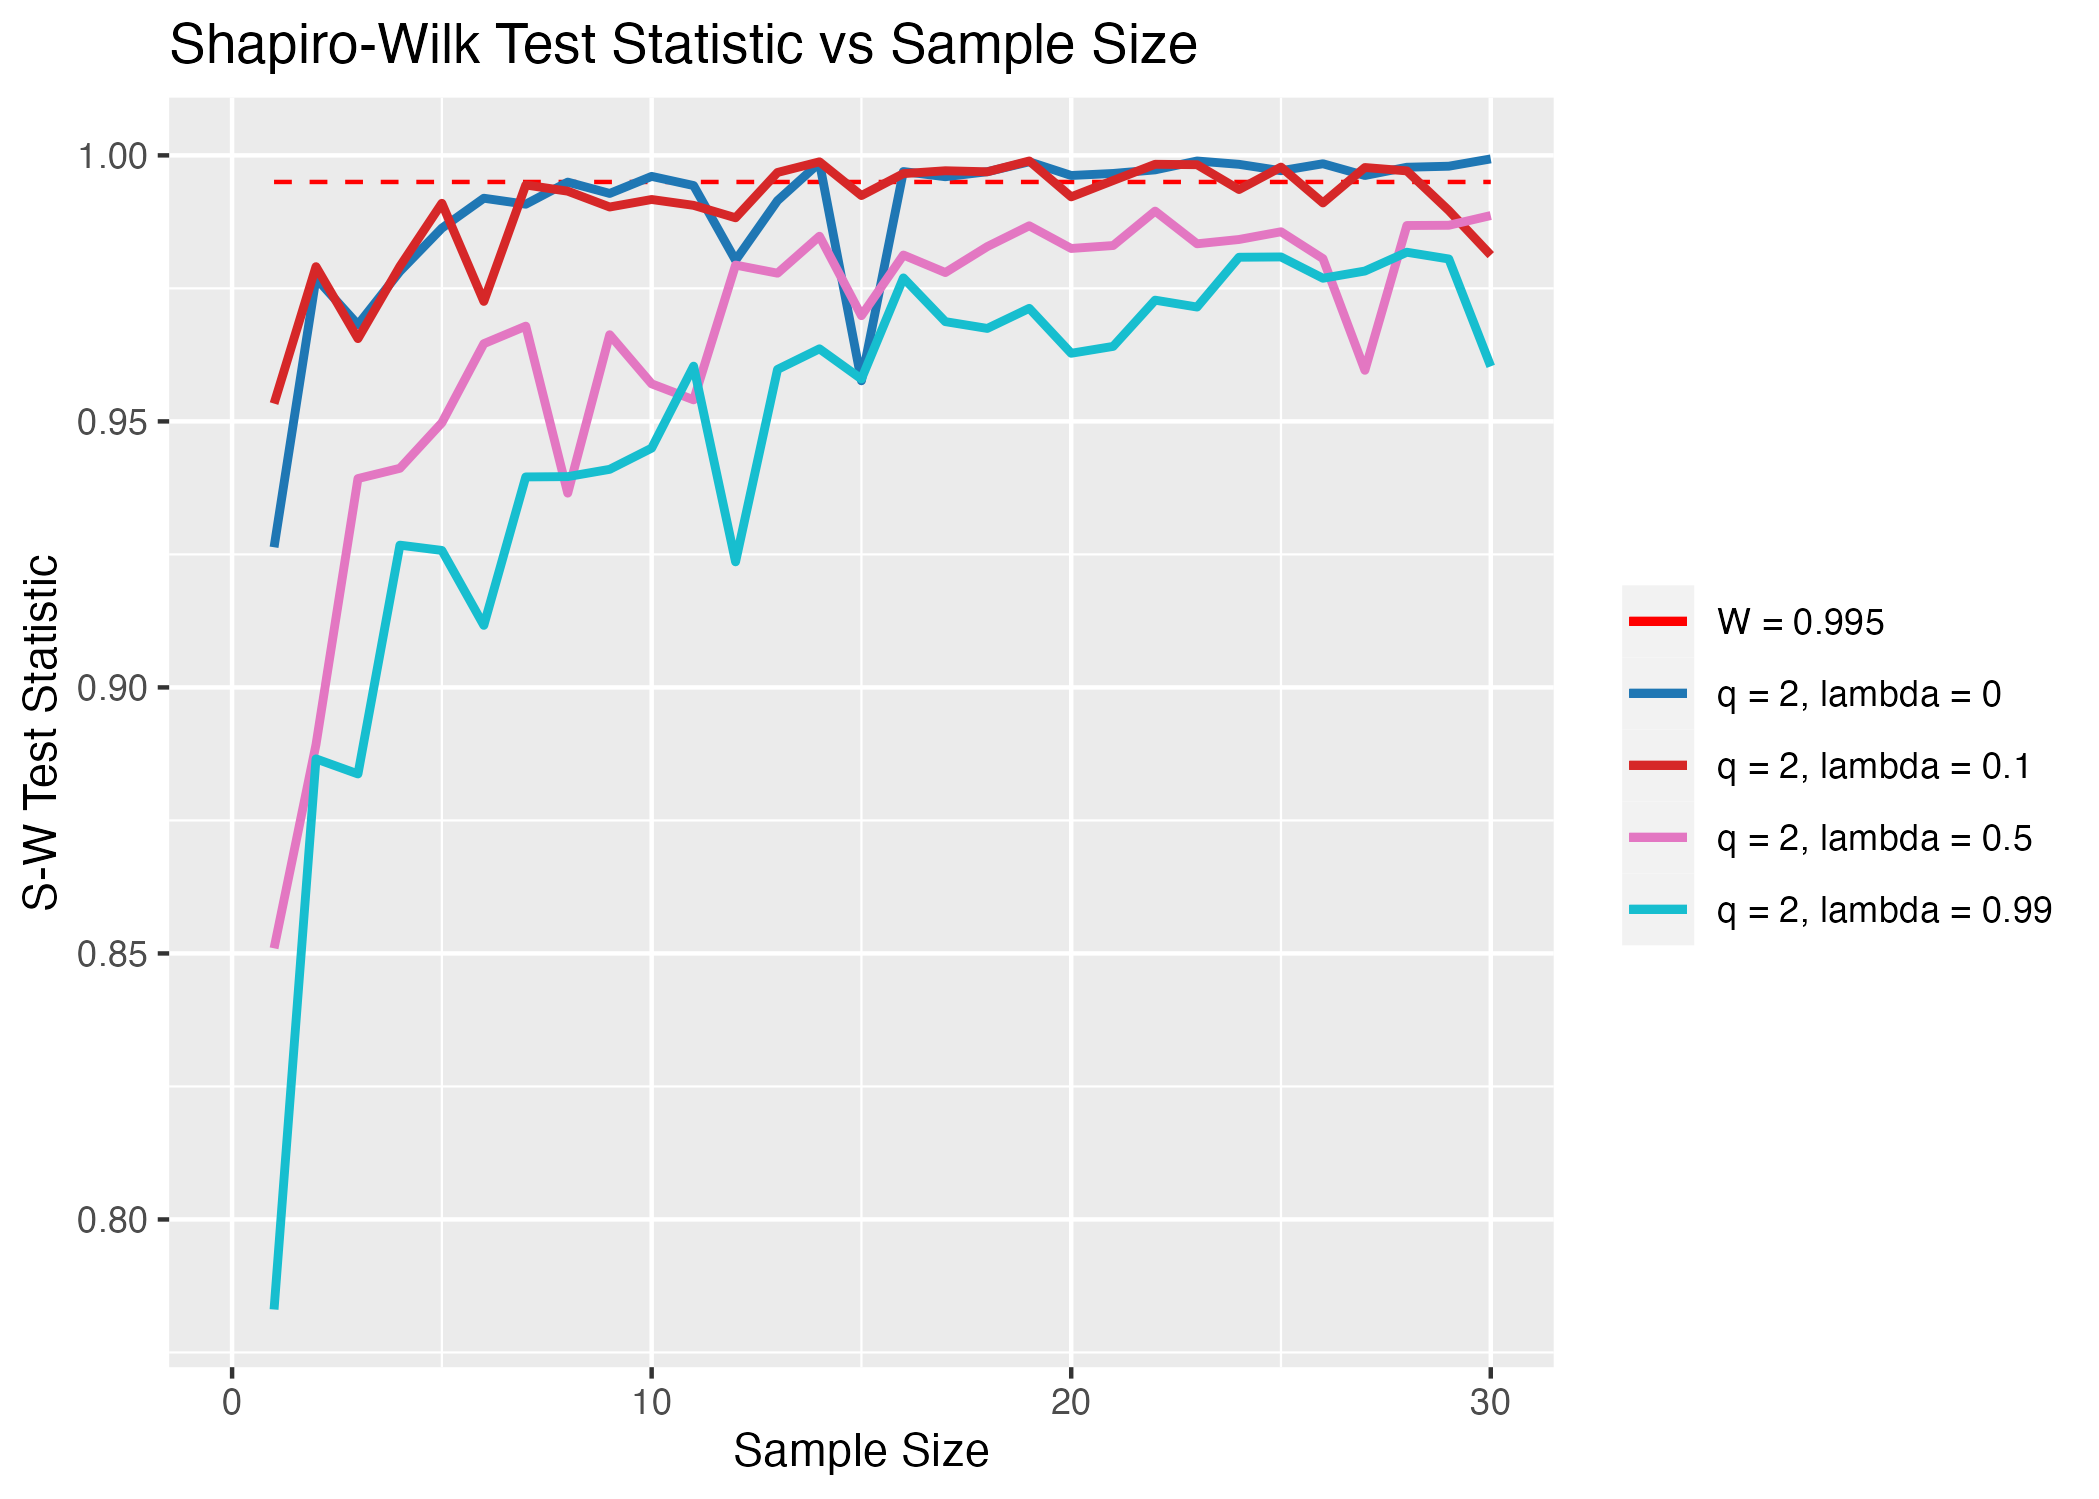 Shapiro-Wilk Test Statistic vs Sample Size
1.00
0.95
0.90
0.85
0.80
S-W Test Statistic
0
10
20
30
Sample Size
W = 0.995
q = 2, lambda = 0
q = 2, lambda = 0.1
q = 2, lambda = 0.5
q = 2, lambda = 0.99